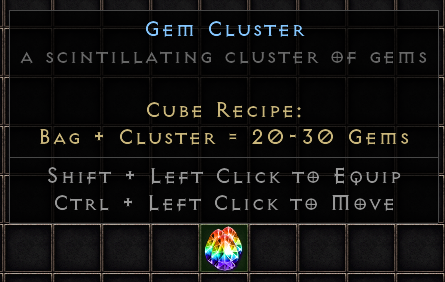 Gem Cluster
a scintillating cluster of gems
Cube Recipe:
Bag + Cluster = 20-30 Gems
Shift + Left Click to Equip
Ctrl + Left Click to Move